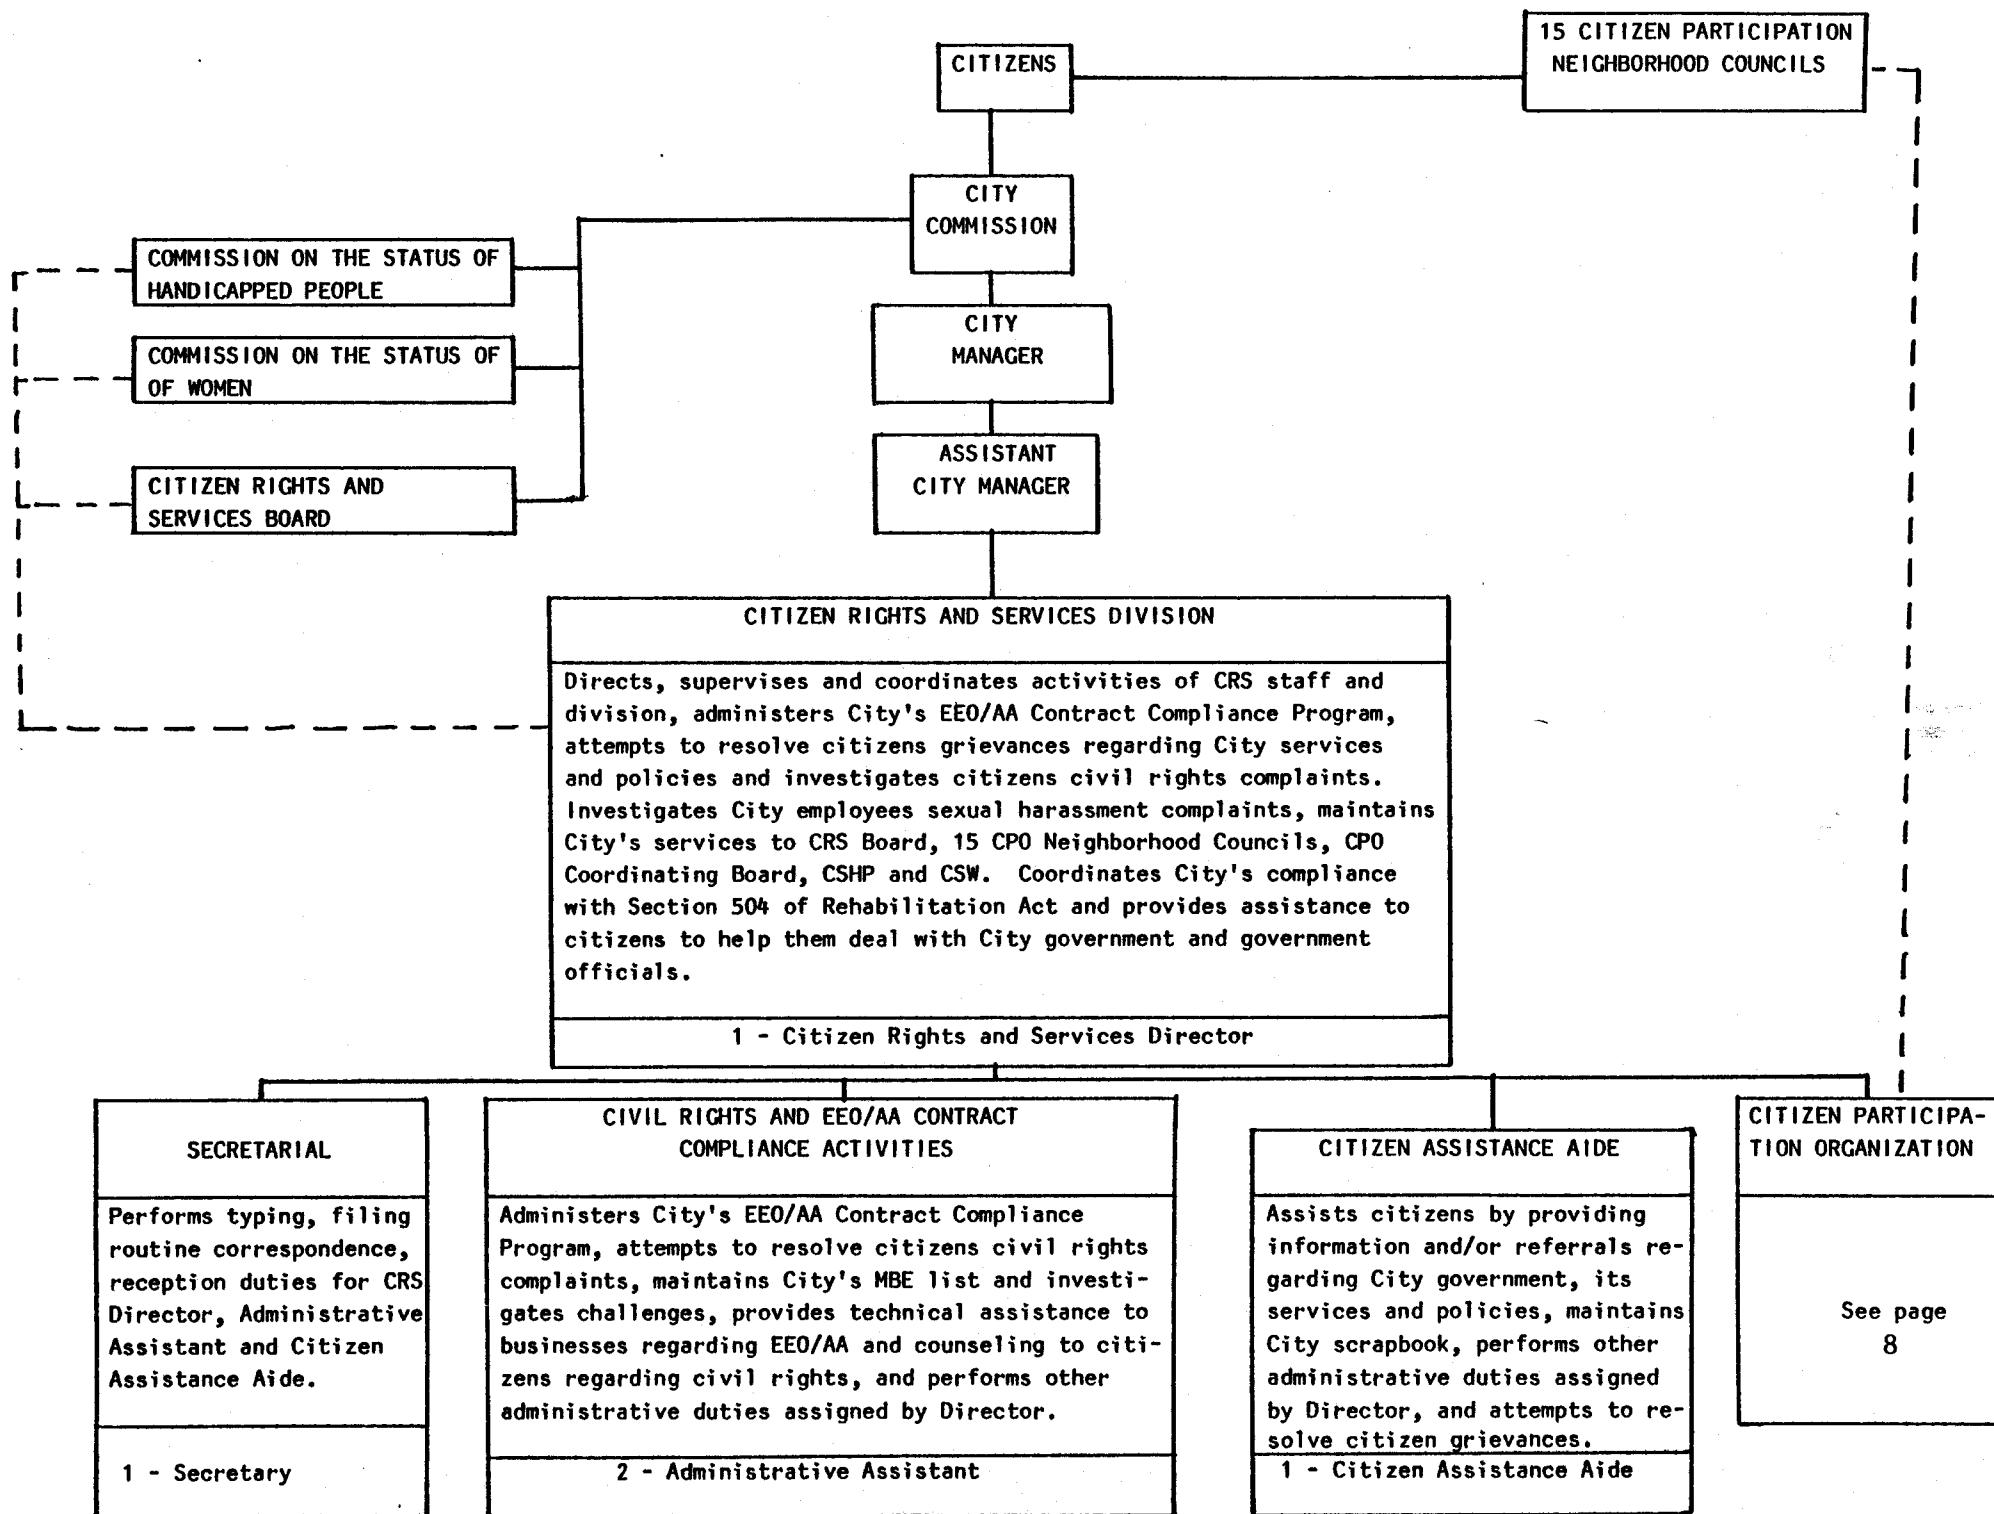 15 CITIZEN PARTICIPATION
NEIGHBORHOOD COUNCILS
CITIZENS
CITY
COMMISSION
COMMISSION ON THE STATUS OF
HANDICAPPED PEOPLE
CITY
MANAGER
COMMISSION ON THE STATUS OF
OF WOMEN
ASSISTANT
CITY MANAGER
CITIZEN RIGHTS AND
SERVICES BOARD
CITIZEN RIGHTS AND SERVICES DIVISION
Directs, supervises and coordinates activities of CRS staff and
division, administers City's EEO/AA Contract Compliance Program,
attempts to resolve citizens grievances regarding City services
and policies and investigates citizens civil rights complaints.
Investigates City employees sexual harassment complaints, maintains
City's services to CRS Board, 15 CPO Neighborhood Councils, CPO
Coordinating Board, CSHP and CSW.  Coordinates City's compliance
with Section 504 of Rehabilitation Act and provides assistance to
citizens to help them deal with City government and government
officials.
1 - Citizen Rights and Services Director
SECRETARIAL
Performs typing, filing
routine correspondence,
reception duties for CRS
Director, Administrative
Assistant and Citizen
Assistance Aide.
1 - Secretary
CIVIL RIGHTS AND EEO/AA CONTRACT
COMPLIANCE ACTIVITIES
Administers City's EEO/AA Contract Compliance
Program, attempts to resolve citizens civil rights
complaints, maintains City's MBE list and investi-
gates challenges, provides technical assistance to
businesses regarding EEO/AA and counseling to citi-
zens regarding civil rights, and performs other
administrative duties assigned by Director.
2 - Administrative Assistant
CITIZEN ASSISTANCE AIDE
Assists citizens by providing
information and/or referrals re-
garding City government, its
services and policies, maintains
City scrapbook, performs other
administrative duties assigned
by Director, and attempts to re-
solve citizen grievances.
1 - Citizen Assistance Aide
CITIZEN PARTICIPA-
TION ORGANIZATION
See page
8